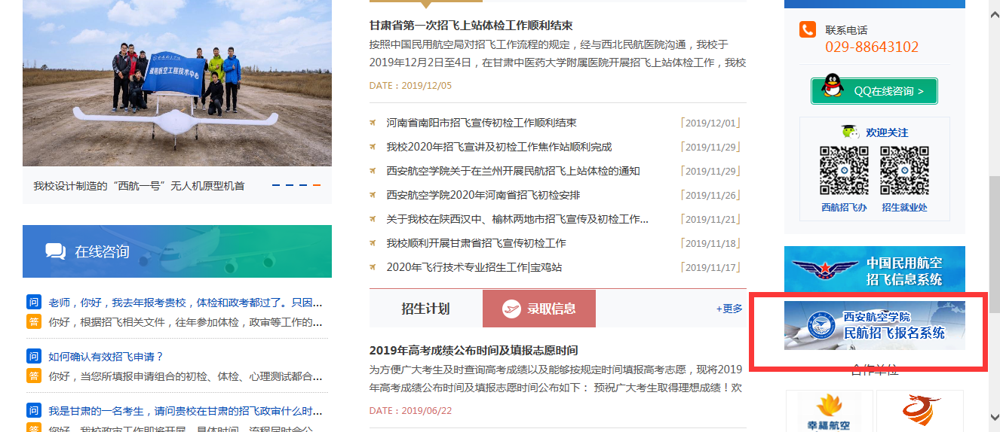 通用航空工程技术中心
我校设计制造的“西航一号”无人机原型机首
在线咨询
问 老师，你好，我去年报考贵校，体检和政考都过了。只因...
答 你好，根据招飞相关文件，往年参加体检，政审等工作的...
问 如何确认有效招飞申请？
答 你好，当您所填报申请组合的初检、体检、心理测试都合...
问 我是甘肃的一名考生，请问贵校在甘肃的招飞政审什么时...
答 您好，我校政审工作即将开展，具体时间、流程届时会公
甘肃省第一次招飞上站体检工作顺利结束
按照中国民用航空局对招飞工作流程的规定，经与西北民航医院沟通，我校于
2019年12月2日至4日，在甘肃中医药大学附属医院开展招飞上站体检工作，我校
DATE：2019/12/05
河南省南阳市招飞宣传初检工作顺利结束 「2019/12/01」
我校2020年招飞宣讲及初检工作焦作站顺利完成 「2019/11/29」
西安航空学院关于在兰州开展民航招飞上站体检的通知 「2019/11/29」
西安航空学院2020年河南省招飞初检安排 「2019/11/26」
关于我校在陕西汉中、榆林两地市招飞宣传及初检工作... 「2019/11/21」
我校顺利开展甘肃省招飞宣传初检工作 「2019/11/18」
2020年飞行技术专业招生工作|宝鸡站 「2019/11/17」
招生计划 录取信息 +更多
2019年高考成绩公布时间及填报志愿时间
为方便广大考生及时查询高考成绩以及能够按规定时间填报高考志愿，现将2019
年高考成绩公布时间及填报志愿时间公布如下： 预祝广大考生取得理想成绩！欢
DATE：2019/06/22
联系电话
029-88643102
QQ在线咨询 >
欢迎关注
西航招飞办 招生就业处
中国民用航空
招飞信息系统
西安航空学院
民航招飞报名系统
合作单位
幸福航空